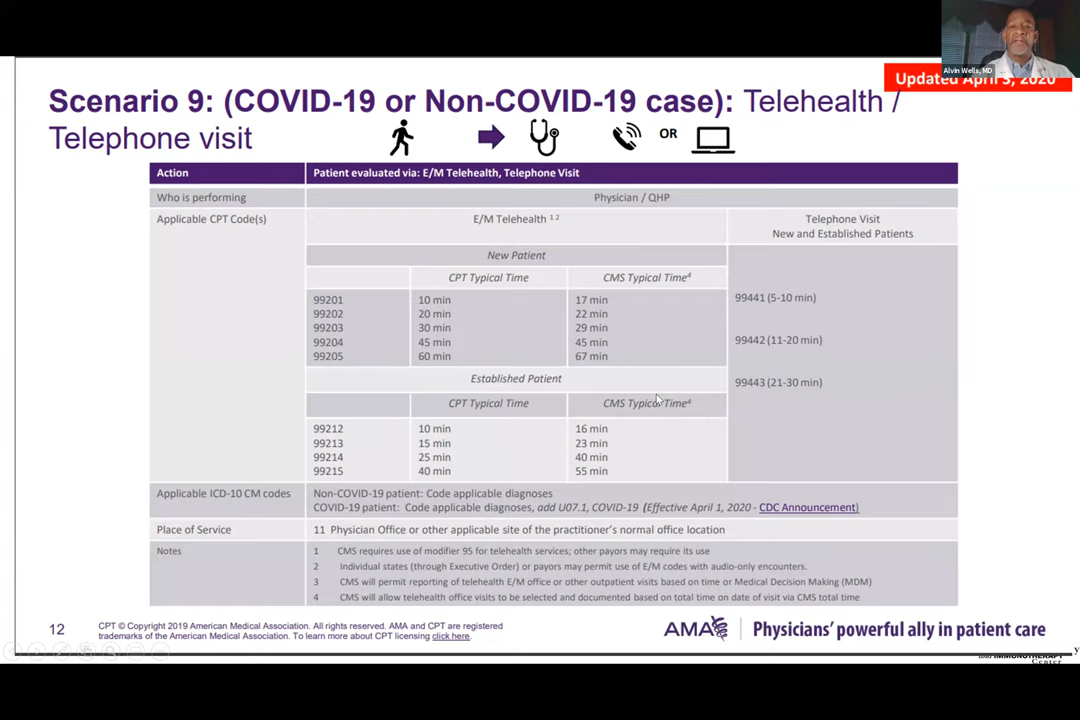 Alvin Wells, MD
Updated April 3, 2020
Scenario 9: (COVID-19 or Non-COVID-19 case): Telehealth /
Telephone visit
OR
Action Patient evaluated via: E/M Telehealth, Telephone Visit
Who is performing Physician / QHP
Applicable CPT Code(s) E/M Telehealth 1 2 Telephone Visit
New and Established Patients
New Patient
CPT Typical Time CMS Typical Time4
99201 10 min 17 min 99441 (5-10 min)
99202 20 min 22 min
99203 30 min 29 min
99204 45 min 45 min 99442 (11-20 min)
99205 60 min 67 min
Established Patient 99443 (21-30 min)
CPT Typical Time CMS Typical Time4
99212 10 min 16 min
99213 15 min 23 min
99214 25 min 40 min
99215 40 min 55 min
Applicable ICD-10 CM codes Non-COVID-19 patient: Code applicable diagnoses
COVID-19 patient: Code applicable diagnoses, add U07.1, COVID-19 (Effective April 1, 2020 - CDC Announcement)
Place of Service 11 Physician Office or other applicable site of the practitioner's normal office location
Notes 1 CMS requires use of modifier 95 for telehealth services; other payors may require its use
2 Individual states (through Executive Order) or payors may permit use of E/M codes with audio-only encounters.
3 CMS will permit reporting of telehealth E/M office or other outpatient visits based on time or Medical Decision Making (MDM)
4 CMS will allow telehealth office visits to be selected and documented based on total time on date of visit via CMS total time
12
CPT © Copyright 2019 American Medical Association. All rights reserved. AMA and CPT are registered
trademarks of the American Medical Association. To learn more about CPT licensing click here.
AMA
Physicians' powerful ally in patient care
y
Center